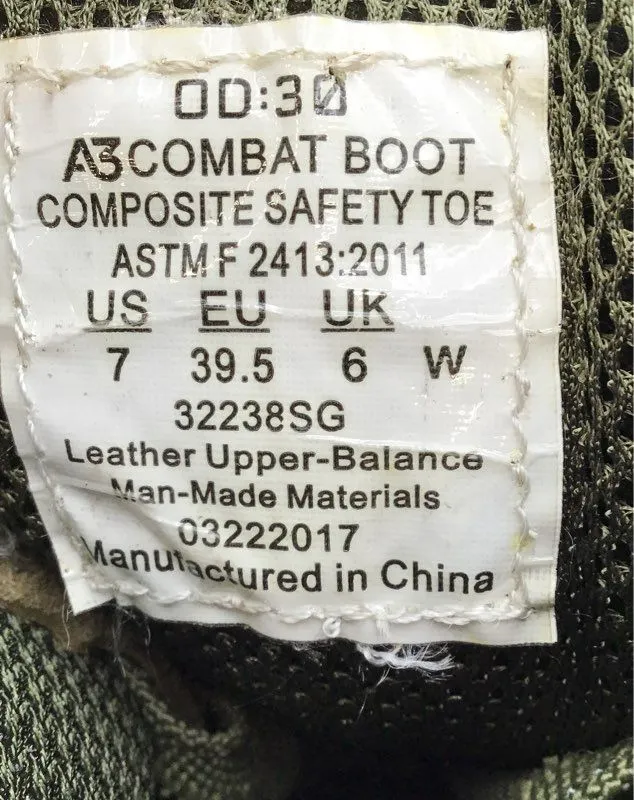 OD:30
A3COMBAT BOOT
COMPOSITE SAFETY TOE
ASTM F 2413:2011
US EU UK
7 39.5 6 W
32238SG
Leather Upper-Balance
Man-Made Materials
03222017
Manufactured in China